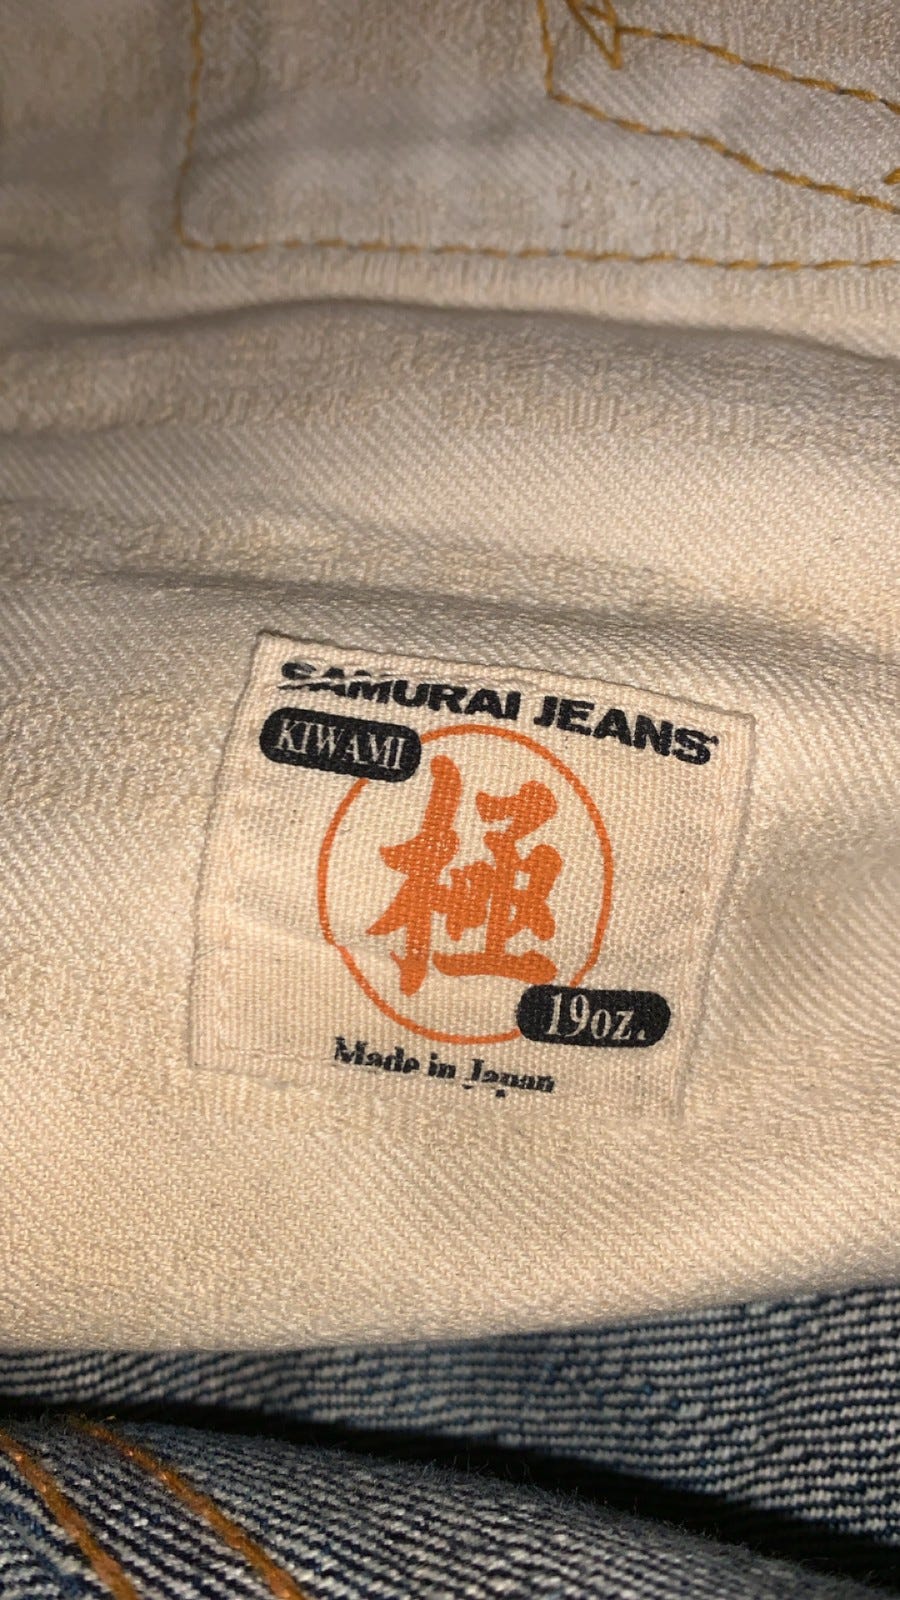 SAMURAI JEANS
KIWAMI
極
19oz.
Made in Japan